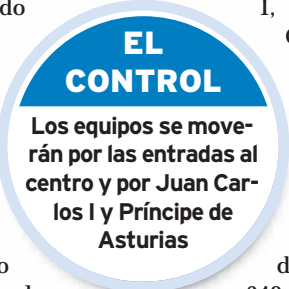 do
I,
EL
CONTROL
Los equipos se move-
rán por las entradas al
centro y por Juan Car-
los I y Príncipe de
Asturias
o
d